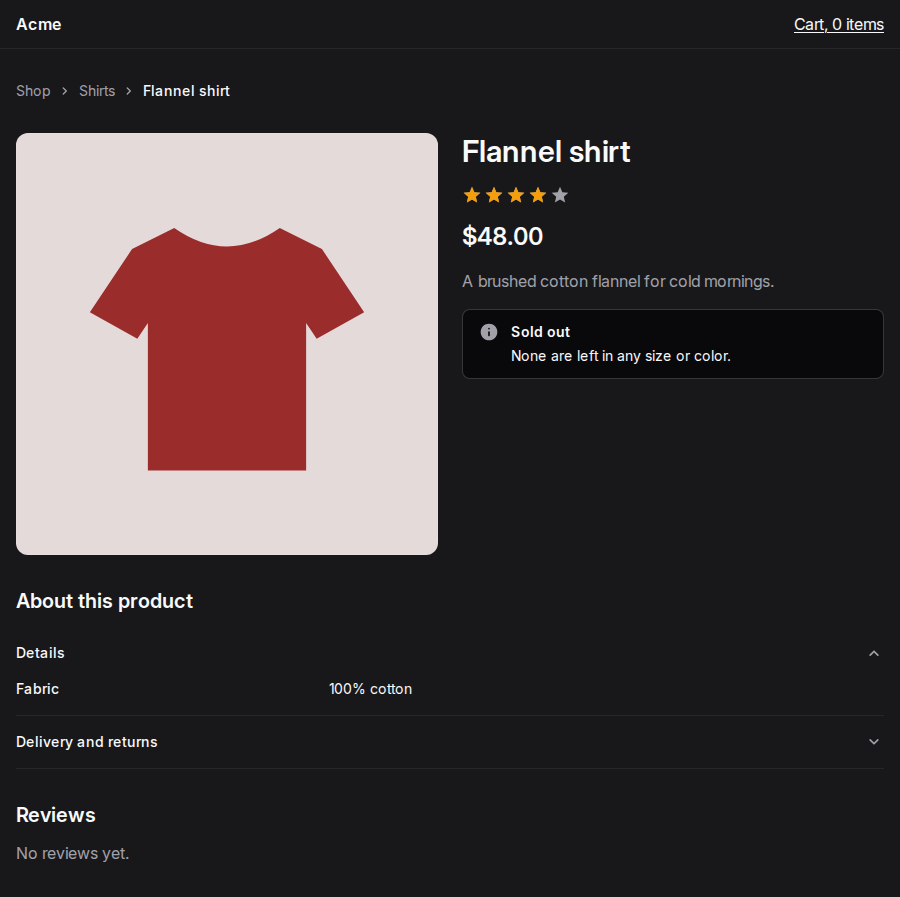 Acme
Cart, 0 items
Shop
Shirts
Flannel shirt
Flannel shirt
$48.00
A brushed cotton flannel for cold mornings.
Sold out
None are left in any size or color.
About this product
Details
Fabric
100% cotton
Delivery and returns
Reviews
No reviews yet.